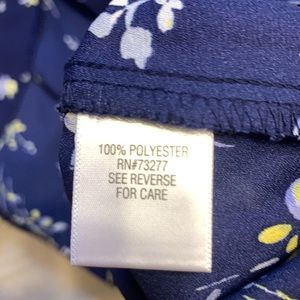 100% POLYESTER
RN#73277
SEE REVERSE
FOR CARE